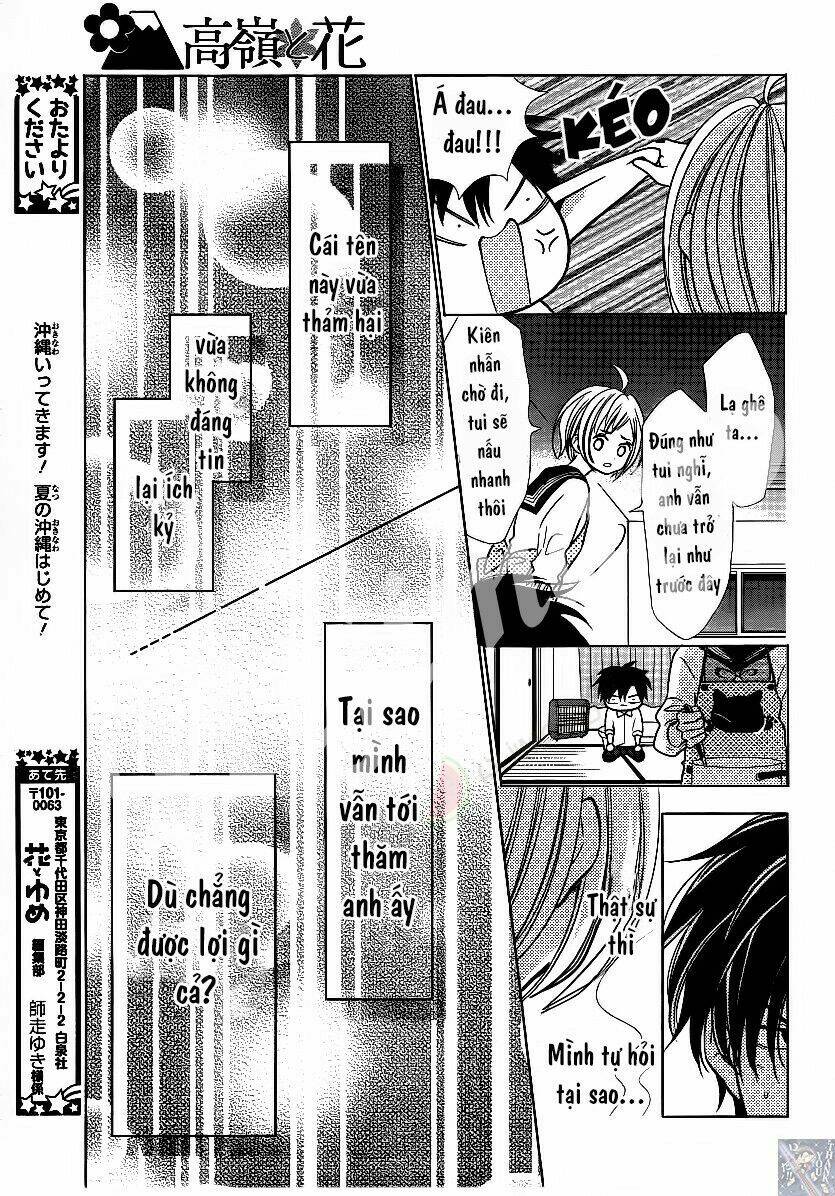 高嶺と花
Á đau...
đau!!!
KÉO
Lạ ghê
ta...
Đúng như
tui nghĩ,
anh vẫn
chưa trở
lại như
trước đây
Kiên
nhẫn
chờ đi,
tui sẽ
nấu
nhanh
thôi
Thật sự
thì
Mình tự hỏi
tại sao...
Cái tên
này vừa
thảm hại
vừa
không
đáng
tin
lại ích
kỷ
Tại sao
mình
vẫn tới
thăm
anh ấy
Dù chẳng
được lợi gì
cả?
おたより
ください
沖縄いってきます！夏の沖縄はじめて！
あて先
〒101-
0063
東京都千代田区神田淡路町2-2-2 白泉社
花とゆめ 編集部 師走ゆき様係